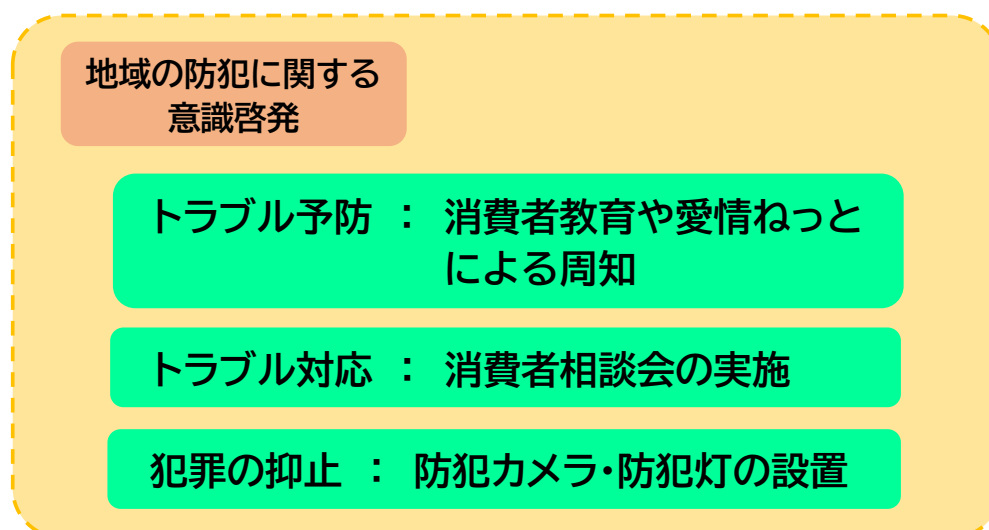 地域の防犯に関する
意識啓発
トラブル予防 : 消費者教育や愛情ねっと
による周知
トラブル対応 : 消費者相談会の実施
犯罪の抑止 : 防犯カメラ・防犯灯の設置